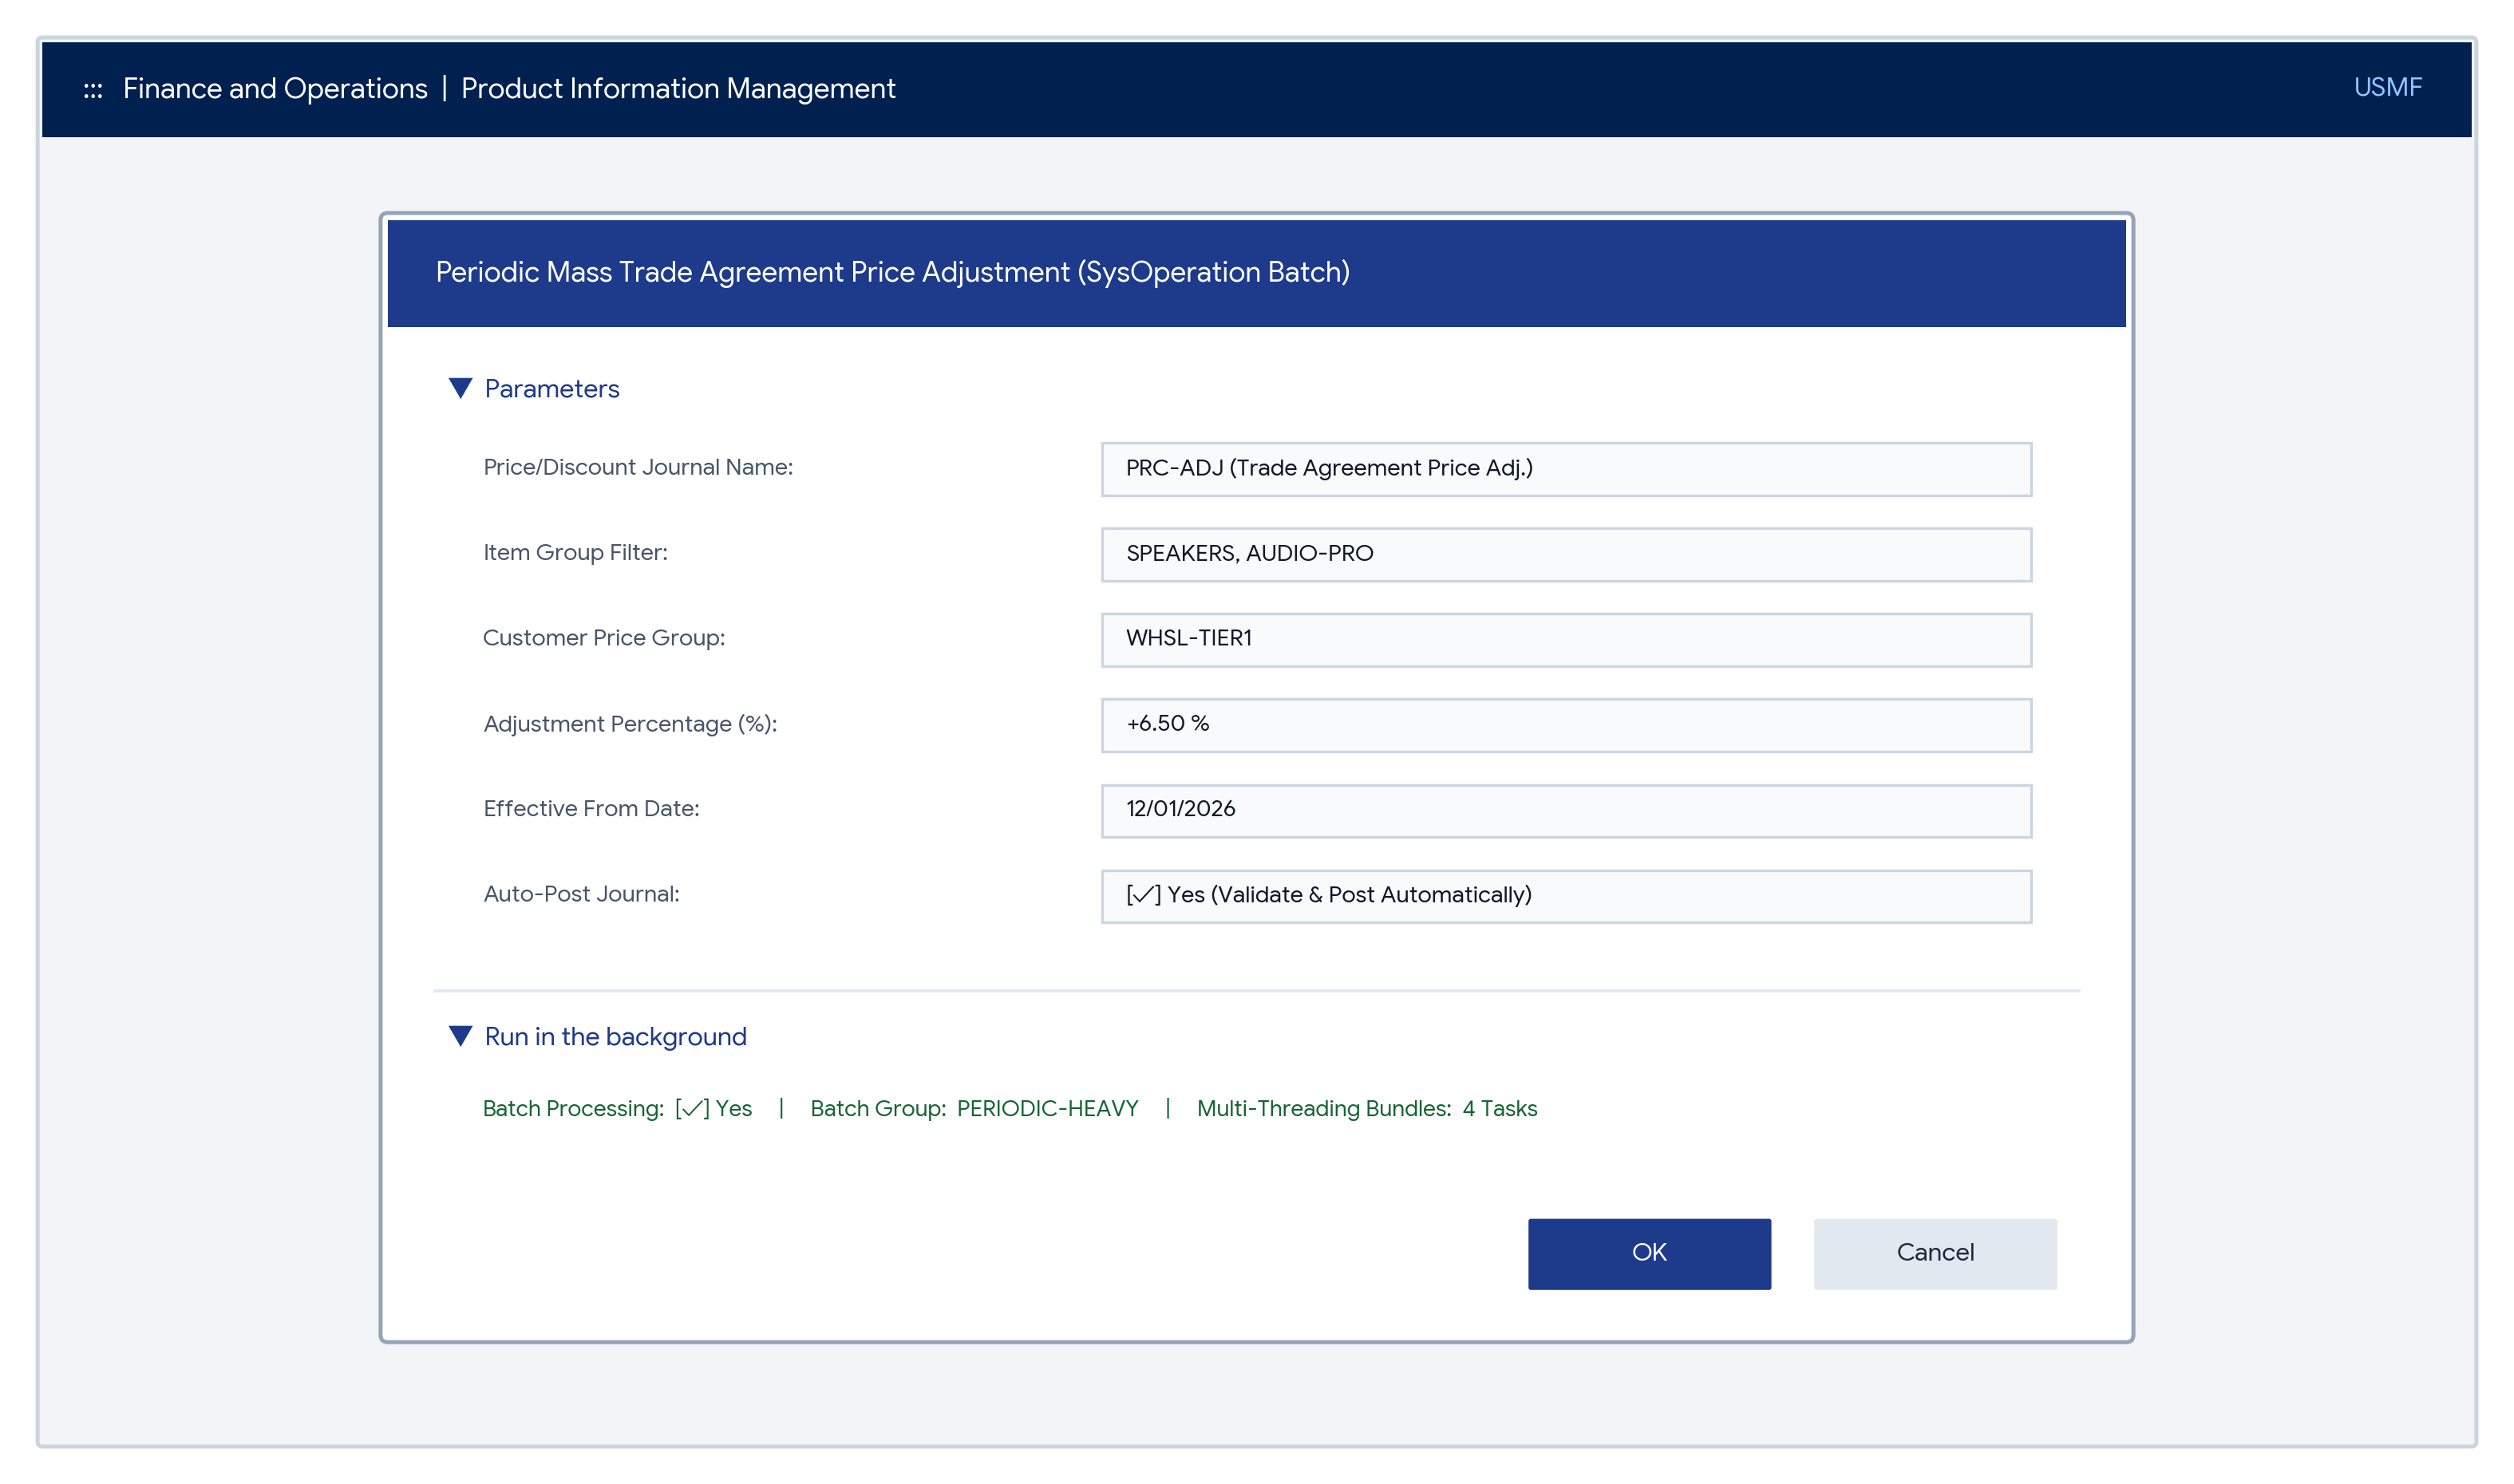 ::: Finance and Operations | Product Information Management
USMF
Periodic Mass Trade Agreement Price Adjustment (SysOperation Batch)
▼ Parameters
Price/Discount Journal Name: PRC-ADJ (Trade Agreement Price Adj.)
Item Group Filter: SPEAKERS, AUDIO-PRO
Customer Price Group: WHSL-TIER1
Adjustment Percentage (%): +6.50 %
Effective From Date: 12/01/2026
Auto-Post Journal: [✓] Yes (Validate & Post Automatically)
▼ Run in the background
Batch Processing: [✓] Yes | Batch Group: PERIODIC-HEAVY | Multi-Threading Bundles: 4 Tasks
OK
Cancel